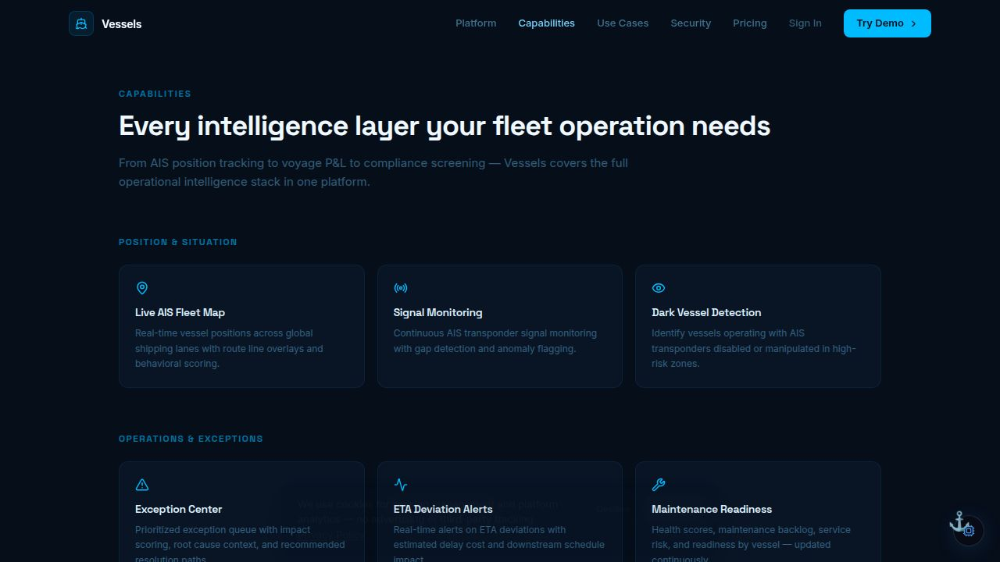 Vessels
Platform Capabilities Use Cases Security Pricing Sign In Try Demo
CAPABILITIES
Every intelligence layer your fleet operation needs
From AIS position tracking to voyage P&L to compliance screening — Vessels covers the full
operational intelligence stack in one platform.
POSITION & SITUATION
Live AIS Fleet Map
Real-time vessel positions across global
shipping lanes with route line overlays and
behavioral scoring.
Signal Monitoring
Continuous AIS transponder signal monitoring
with gap detection and anomaly flagging.
Dark Vessel Detection
Identify vessels operating with AIS
transponders disabled or manipulated in high-
risk zones.
OPERATIONS & EXCEPTIONS
Exception Center
Prioritized exception queue with impact
scoring, root cause context, and recommended
resolution paths.
ETA Deviation Alerts
Real-time alerts on ETA deviations with
estimated delay cost and downstream schedule
impact.
Maintenance Readiness
Health scores, maintenance backlog, service
risk, and readiness by vessel — updated
continuously.
We use cookies for and platform
analytics — no advertising or third-party tracking.